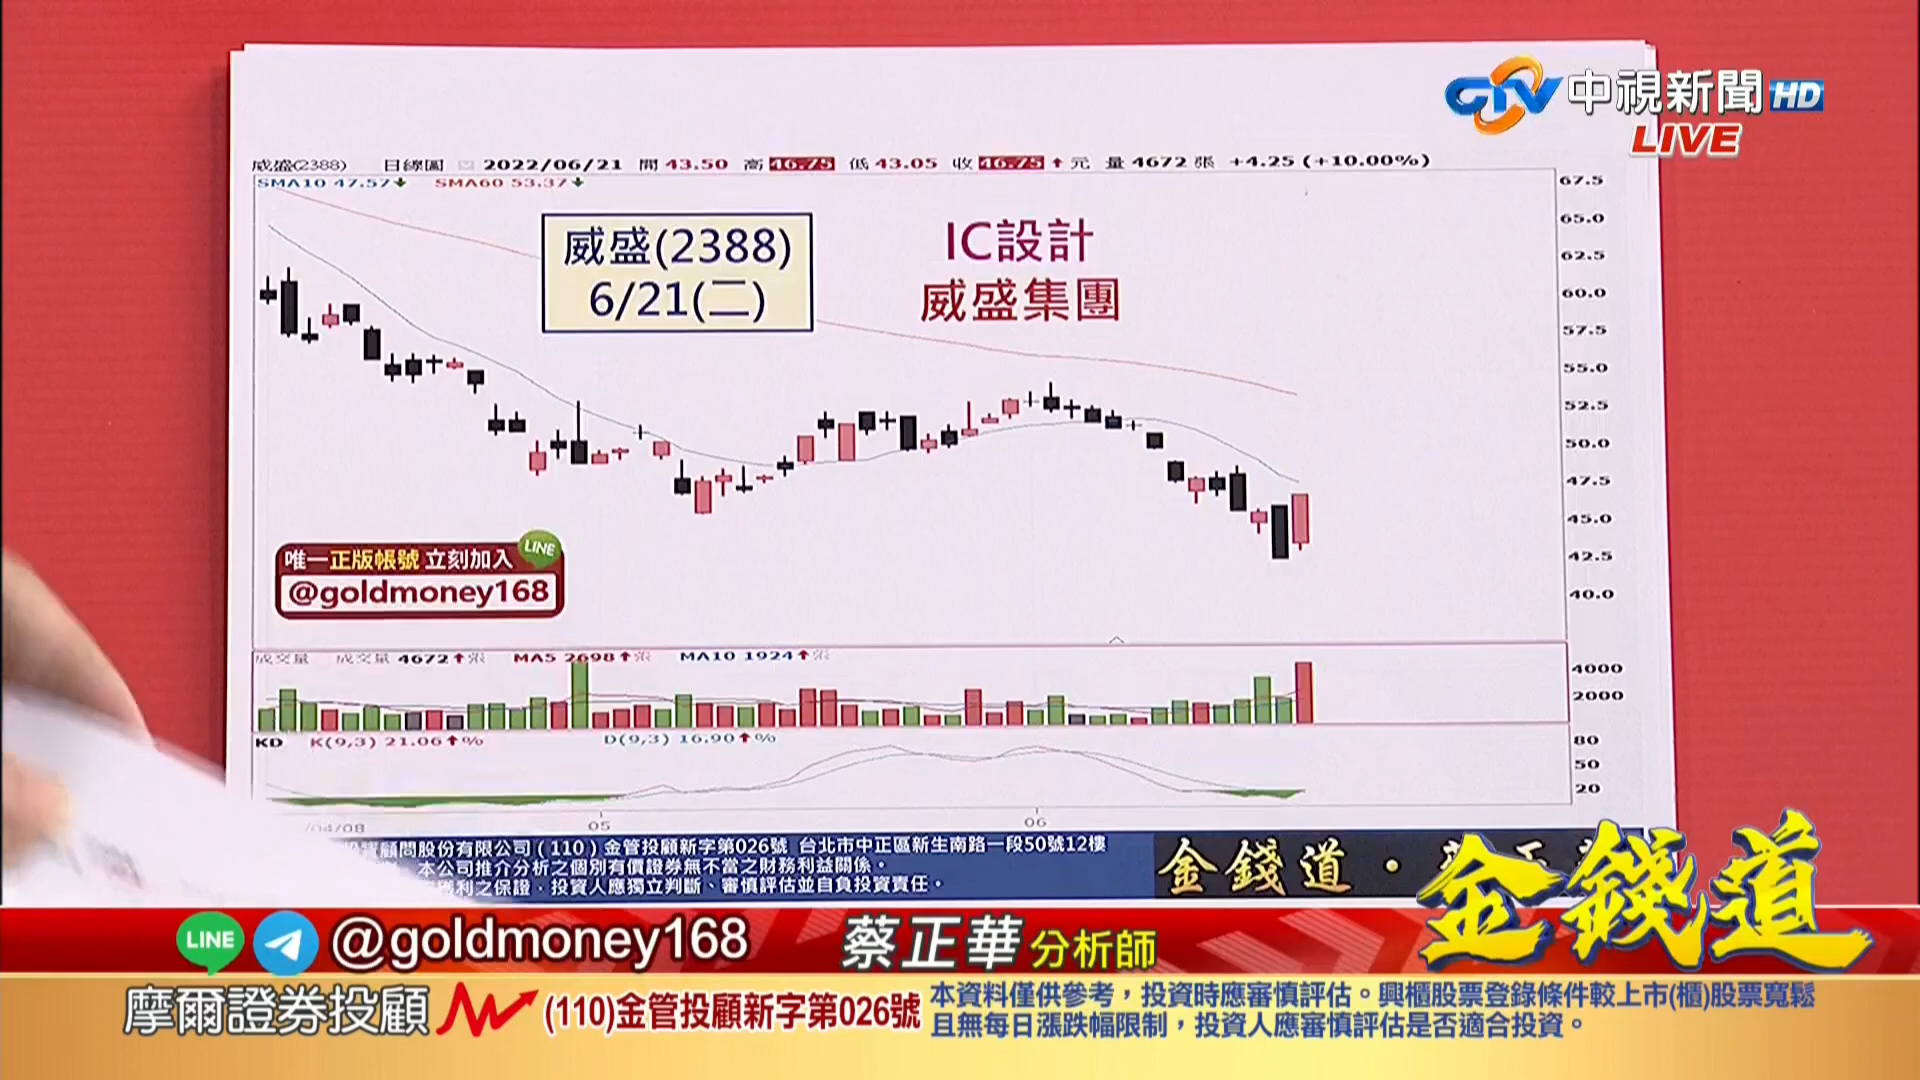 CTV 中視新聞 HD
LIVE
威盛(2388) 日線圖 2022/06/21 開 43.50 高 46.75 低 43.05 收 46.75 ↑ 元 量 4672 張 +4.25 (+10.00%)
SMA10 47.57↓ SMA60 53.37↓
威盛(2388)
6/21(二)
IC設計
威盛集團
67.5
65.0
62.5
60.0
57.5
55.0
52.5
50.0
47.5
45.0
42.5
40.0
唯一正版帳號 立刻加入
LINE
@goldmoney168
成交量 成交量 4672↑張 MA5 2698↑張 MA10 1924↑張
4000
2000
KD K(9,3) 21.06↑% D(9,3) 16.90↑%
80
50
20
/04/08 05 06
顧問股份有限公司（110）金管投顧新字第026號 台北市中正區新生南路一段50號12樓
本公司推介分析之個別有價證券無不當之財務利益關係。
利之保證．投資人應獨立判斷、審慎評估並自負投資責任。
金錢道・
金錢道
LINE @goldmoney168 蔡正華 分析師
摩爾證券投顧 (110)金管投顧新字第026號
本資料僅供參考，投資時應審慎評估。興櫃股票登錄條件較上市(櫃)股票寬鬆
且無每日漲跌幅限制，投資人應審慎評估是否適合投資。